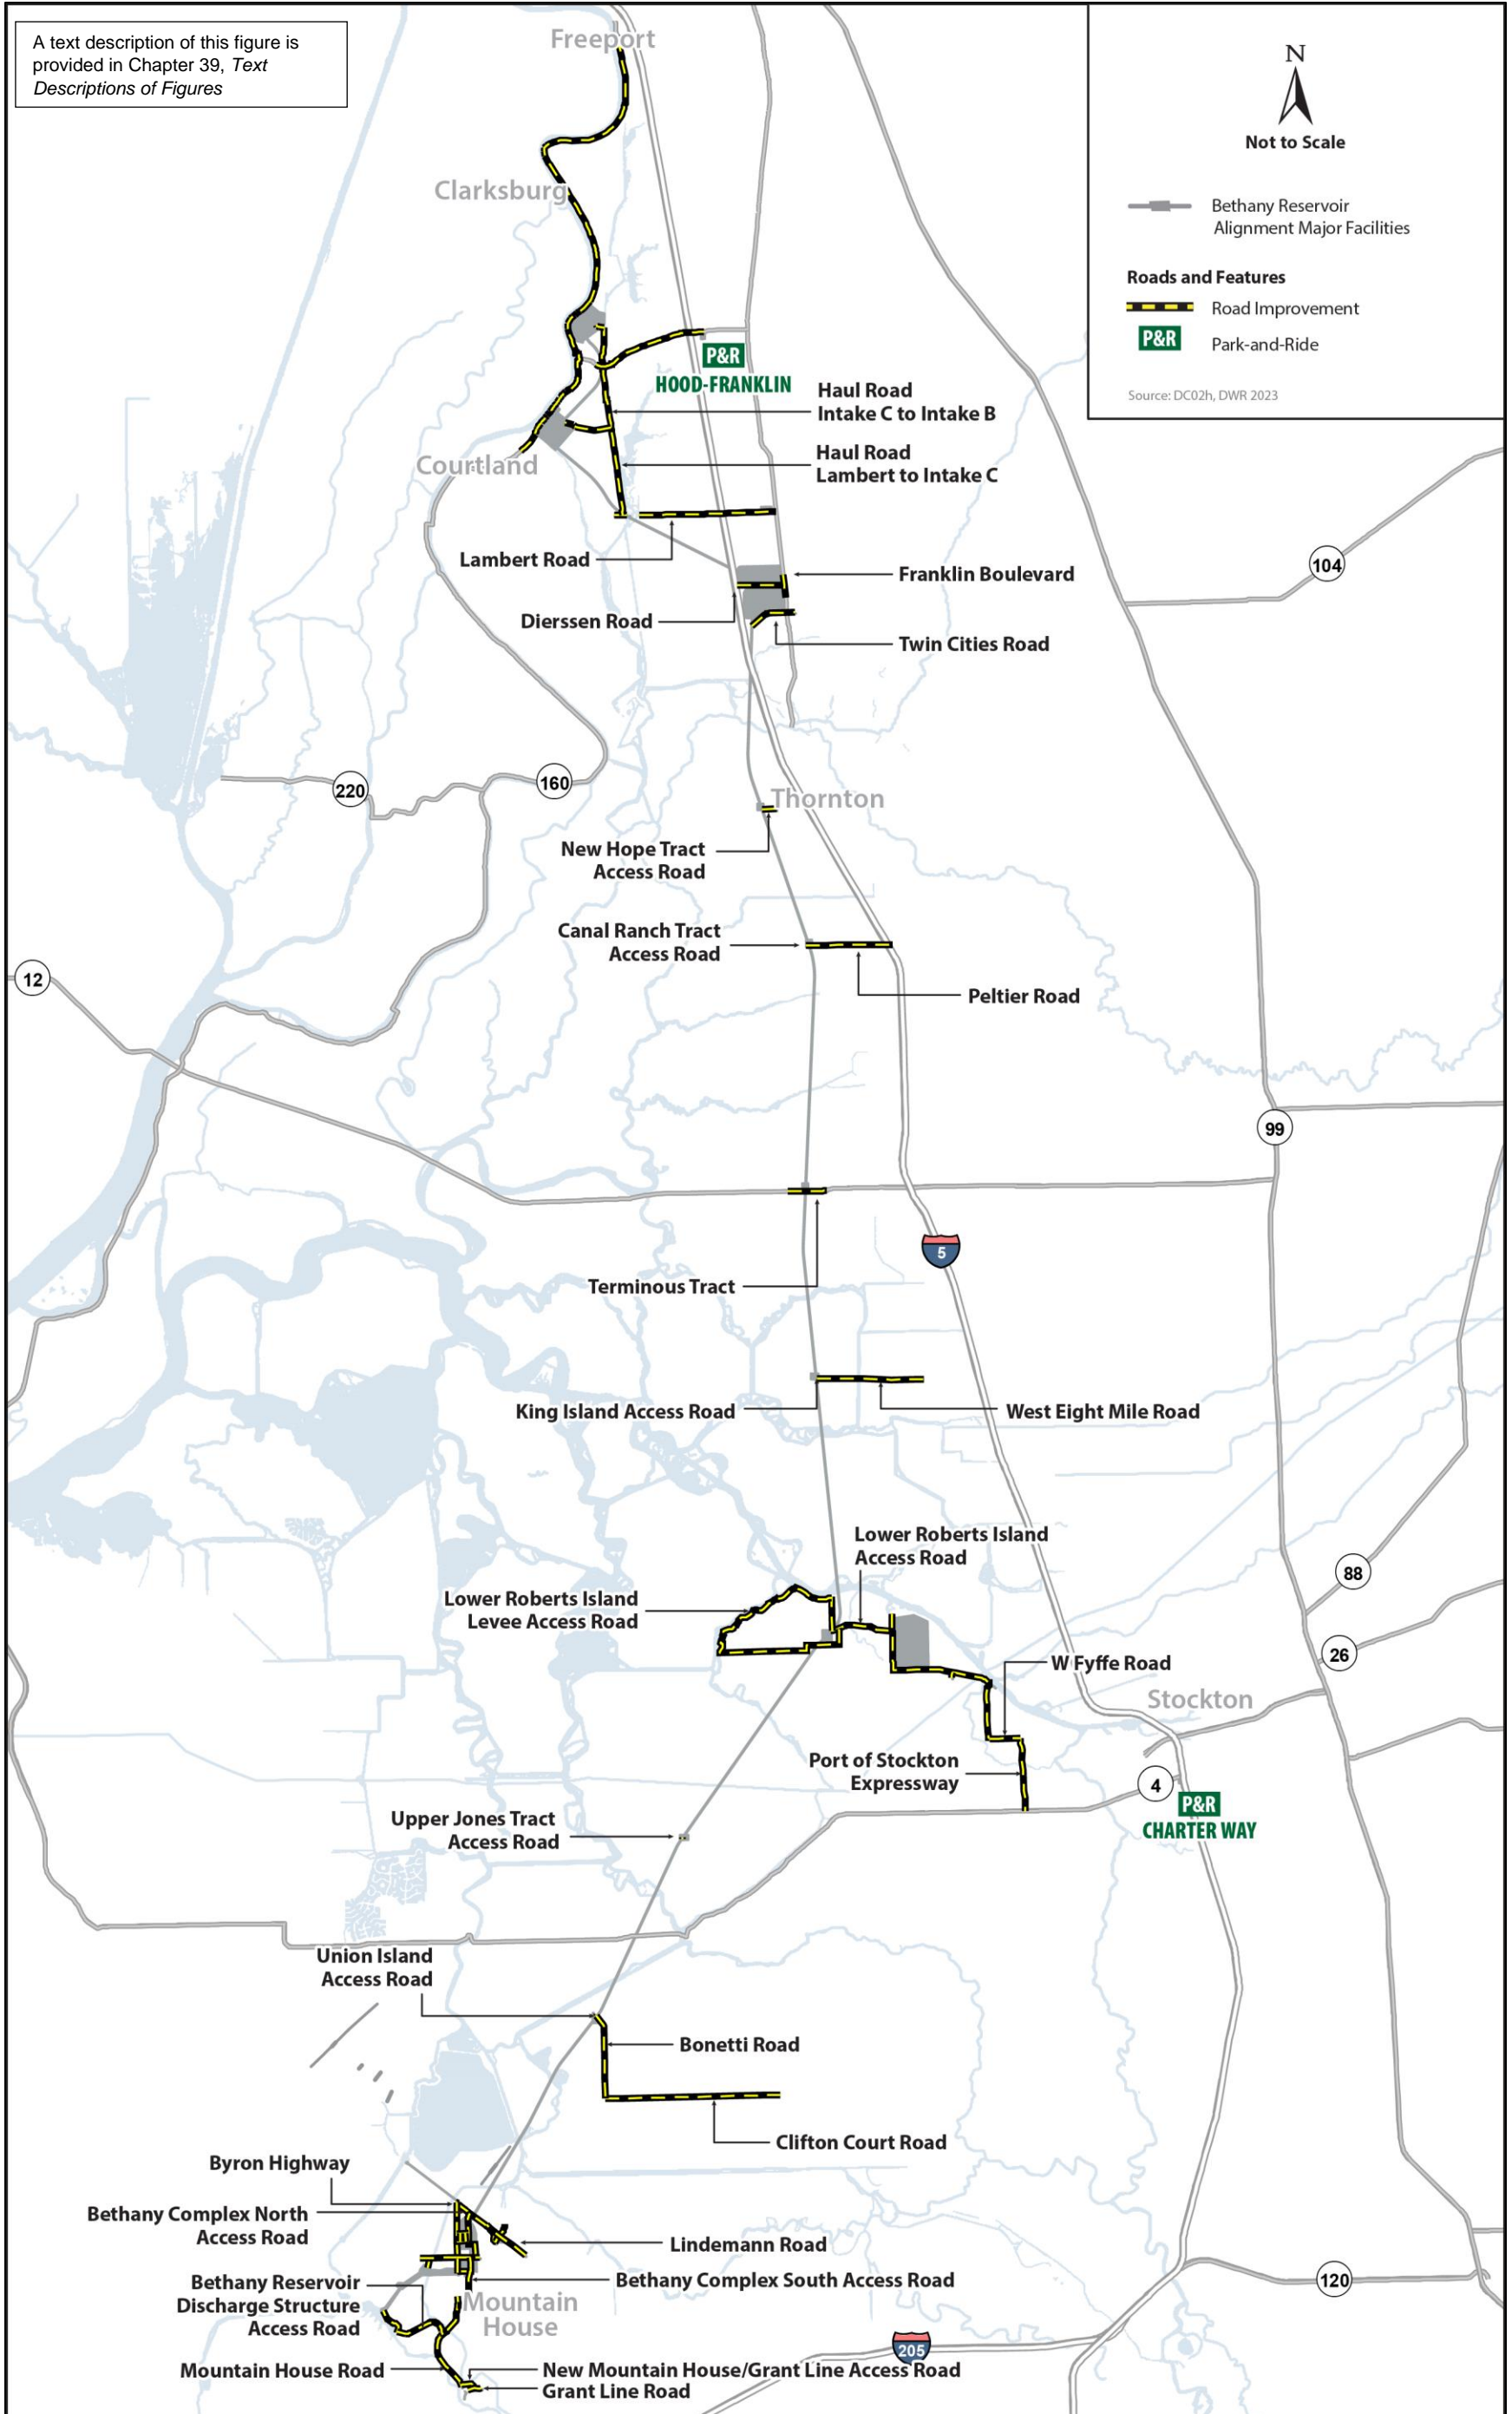 A text description of this figure is
provided in Chapter 39, Text
Descriptions of Figures
Freeport
N
Not to Scale
Bethany Reservoir
Alignment Major Facilities
Roads and Features
Road Improvement
P&R
Park-and-Ride
Source: DC02h, DWR 2023
Clarksburg
P&R
HOOD-FRANKLIN
Haul Road
Intake C to Intake B
Haul Road
Lambert to Intake C
Courtland
Lambert Road
104
Franklin Boulevard
Dierssen Road
Twin Cities Road
220
160
Thornton
New Hope Tract
Access Road
Canal Ranch Tract
Access Road
12
Peltier Road
99
5
Terminous Tract
King Island Access Road
West Eight Mile Road
Lower Roberts Island
Access Road
88
Lower Roberts Island
Levee Access Road
26
W Fyffe Road
Stockton
Port of Stockton
Expressway
4
P&R
CHARTER WAY
Upper Jones Tract
Access Road
Union Island
Access Road
Bonetti Road
Clifton Court Road
Byron Highway
Bethany Complex North
Access Road
Lindemann Road
Bethany Complex South Access Road
120
Bethany Reservoir
Discharge Structure
Access Road
Mountain
House
205
Mountain House Road
New Mountain House/Grant Line Access Road
Grant Line Road